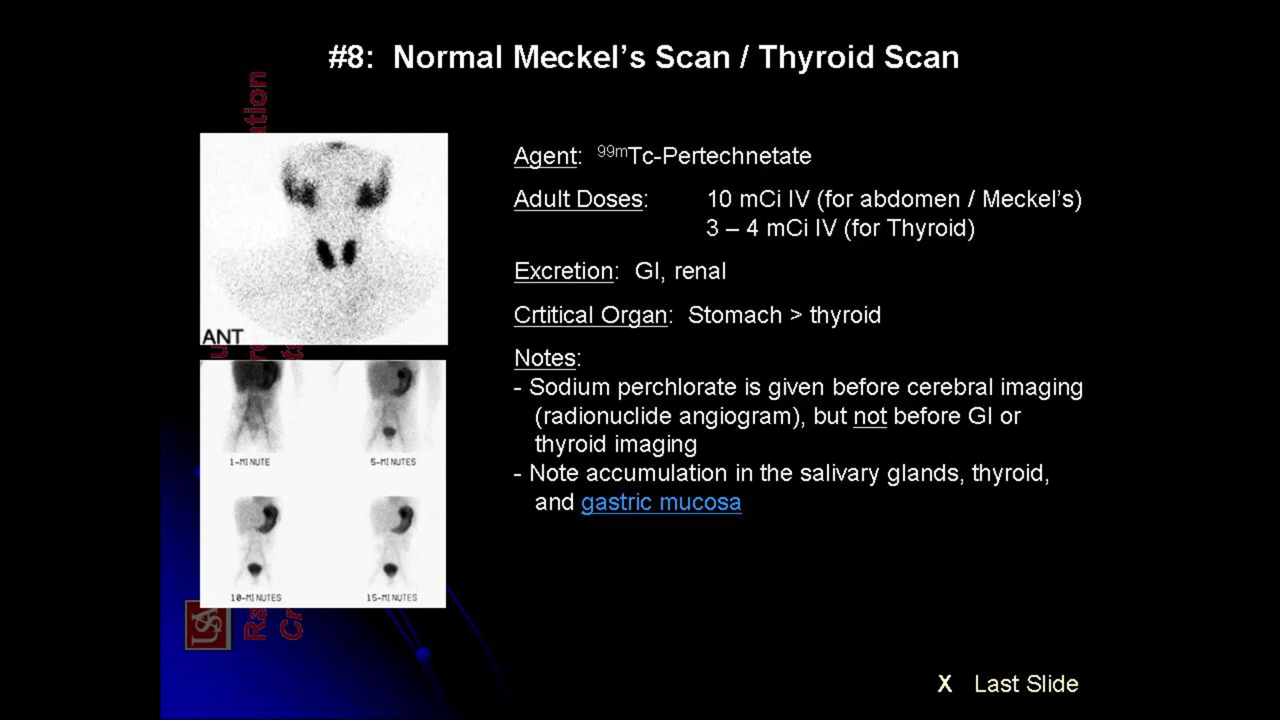 #8:  Normal Meckel's Scan / Thyroid Scan
ANT
1-MINUTE
5-MINUTES
10-MINUTES
15-MINUTES
Agent:  99mTc-Pertechnetate
Adult Doses:  10 mCi IV (for abdomen / Meckel's)
3 – 4 mCi IV (for Thyroid)
Excretion:  GI, renal
Crtitical Organ:  Stomach > thyroid
Notes:
- Sodium perchlorate is given before cerebral imaging
(radionuclide angiogram), but not before GI or
thyroid imaging
- Note accumulation in the salivary glands, thyroid,
and gastric mucosa
X  Last Slide